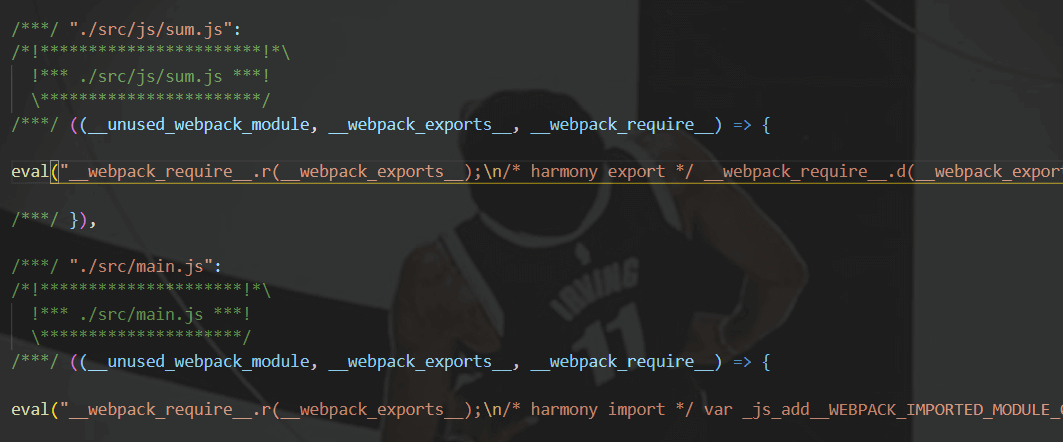 /***/ "./src/js/sum.js":
/*!***********************!*\
  !*** ./src/js/sum.js ***!
  \***********************/
/***/ ((__unused_webpack_module, __webpack_exports__, __webpack_require__) => {
eval("__webpack_require__.r(__webpack_exports__);\n/* harmony export */ __webpack_require__.d(__webpack_export
/***/ }),
/***/ "./src/main.js":
/*!*********************!*\
  !*** ./src/main.js ***!
  \*********************/
/***/ ((__unused_webpack_module, __webpack_exports__, __webpack_require__) => {
eval("__webpack_require__.r(__webpack_exports__);\n/* harmony import */ var _js_add__WEBPACK_IMPORTED_MODULE_
IRVING
11